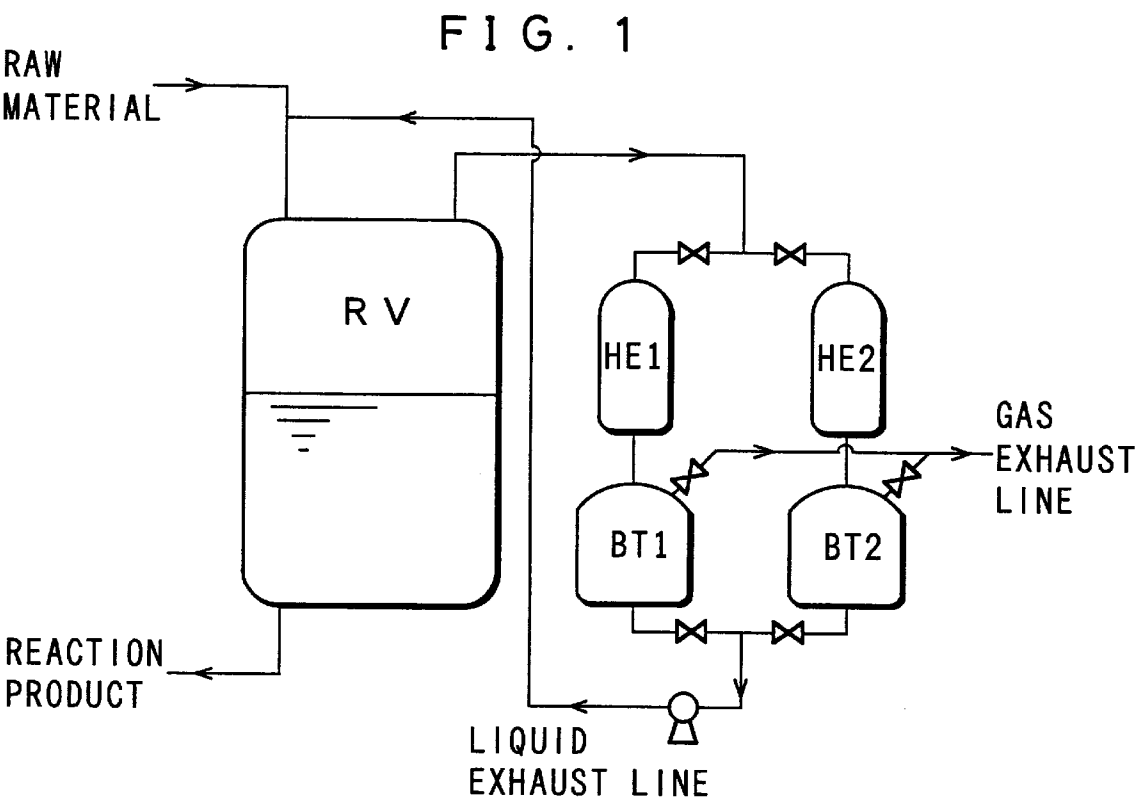 FIG. 1
RAW
MATERIAL
RV
HE1
HE2
GAS
EXHAUST
LINE
BT1
BT2
REACTION
PRODUCT
LIQUID
EXHAUST LINE